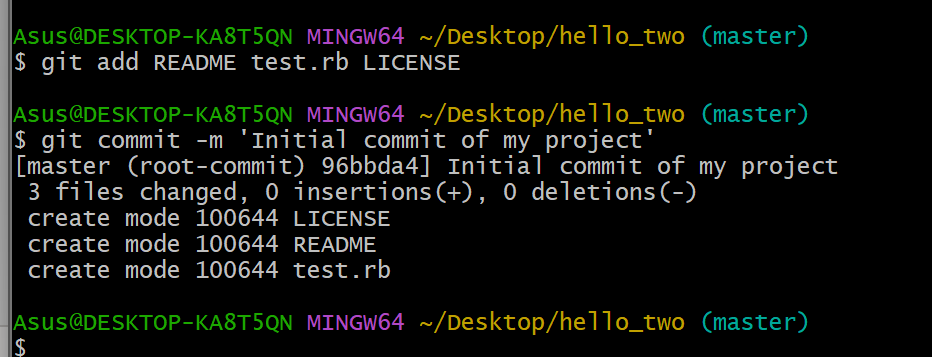 Asus@DESKTOP-KA8T5QN MINGW64 ~/Desktop/hello_two (master)
$ git add README test.rb LICENSE
Asus@DESKTOP-KA8T5QN MINGW64 ~/Desktop/hello_two (master)
$ git commit -m 'Initial commit of my project'
[master (root-commit) 96bbda4] Initial commit of my project
 3 files changed, 0 insertions(+), 0 deletions(-)
 create mode 100644 LICENSE
 create mode 100644 README
 create mode 100644 test.rb
Asus@DESKTOP-KA8T5QN MINGW64 ~/Desktop/hello_two (master)
$